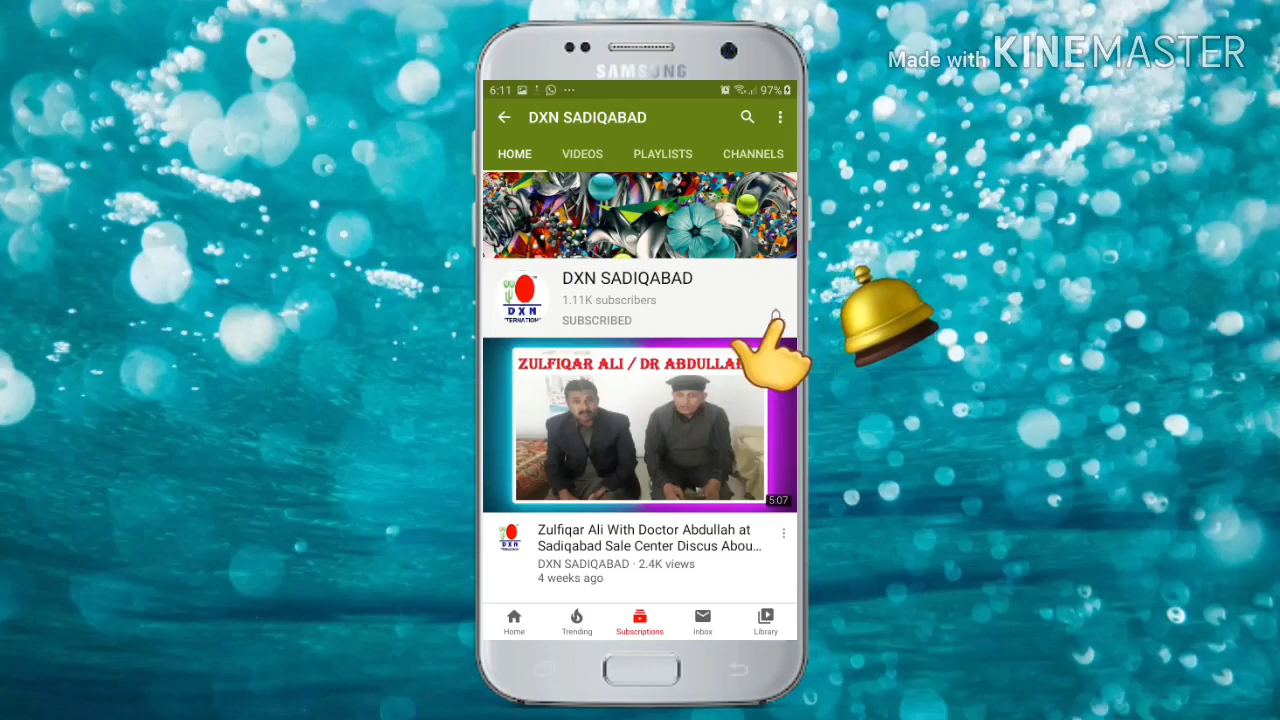 Made with KINEMASTER
SAMSUNG
6:11 97%
DXN SADIQABAD
HOME VIDEOS PLAYLISTS CHANNELS
DXN SADIQABAD
1.11K subscribers
SUBSCRIBED
DXN
ZULFIQAR ALI / DR ABDULLAH
5:07
Zulfiqar Ali With Doctor Abdullah at
Sadiqabad Sale Center Discus Abou...
DXN SADIQABAD · 2.4K views
4 weeks ago
DXN
Home Trending Subscriptions Inbox Library